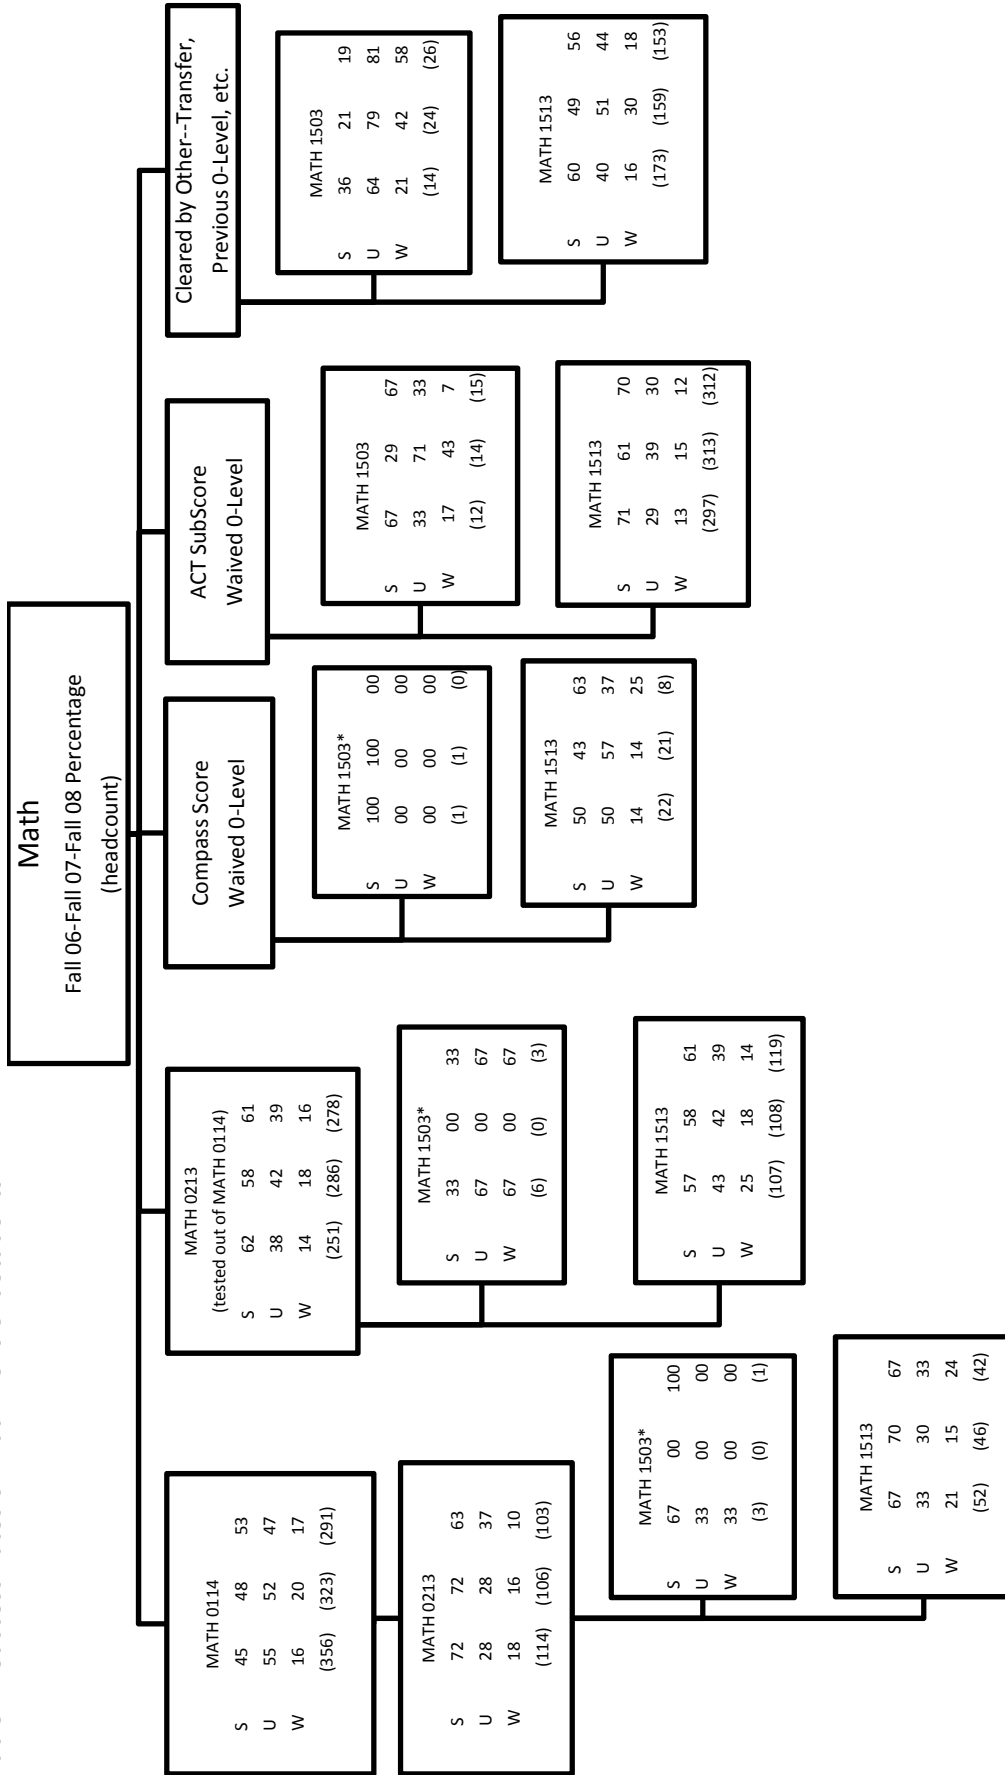 Math
Fall 06-Fall 07-Fall 08 Percentage
(headcount)
MATH 0114
S 45 48 53
U 55 52 47
W 16 20 17
(356) (323) (291)
MATH 0213
S 72 72 63
U 28 28 37
W 18 16 10
(114) (106) (103)
MATH 1503*
S 67 00 100
U 33 00 00
W 33 00 00
(3) (0) (1)
MATH 1513
S 67 70 67
U 33 30 33
W 21 15 24
(52) (46) (42)
MATH 0213
(tested out of MATH 0114)
S 62 58 61
U 38 42 39
W 14 18 16
(251) (286) (278)
MATH 1503*
S 33 00 33
U 67 00 67
W 67 00 67
(6) (0) (3)
MATH 1513
S 57 58 61
U 43 42 39
W 25 18 14
(107) (108) (119)
Compass Score
Waived 0-Level
MATH 1503*
S 100 100 00
U 00 00 00
W 00 00 00
(1) (1) (0)
MATH 1513
S 50 43 63
U 50 57 37
W 14 14 25
(22) (21) (8)
ACT SubScore
Waived 0-Level
MATH 1503
S 67 29 67
U 33 71 33
W 17 43 7
(12) (14) (15)
MATH 1513
S 71 61 70
U 29 39 30
W 13 15 12
(297) (313) (312)
Cleared by Other--Transfer,
Previous 0-Level, etc.
MATH 1503
S 36 21 19
U 64 79 81
W 21 42 58
(14) (24) (26)
MATH 1513
S 60 49 56
U 40 51 44
W 16 30 18
(173) (159) (153)